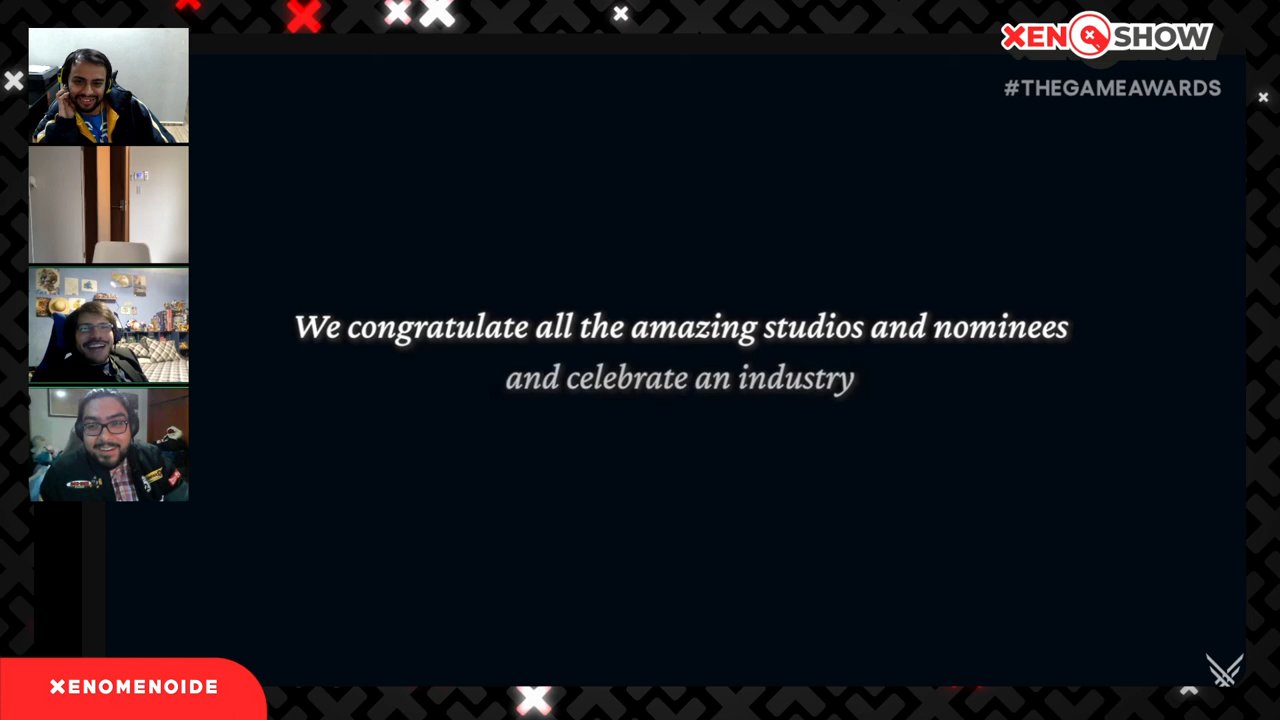 XENOSHOW
#THEGAMEAWARDS
We congratulate all the amazing studios and nominees
and celebrate an industry
XENOMENOIDE